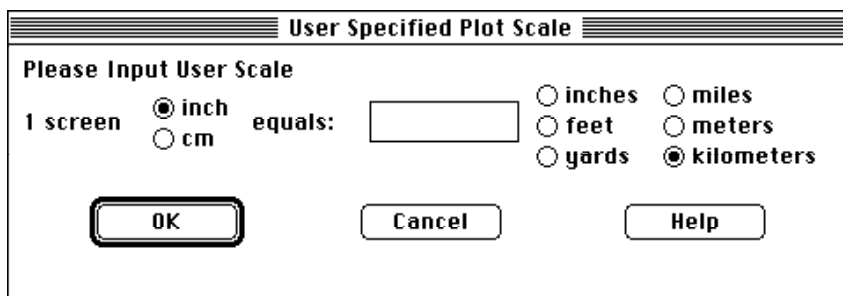 User Specified Plot Scale
Please Input User Scale
1 screen
inch
cm
equals:
inches
feet
yards
miles
meters
kilometers
OK
Cancel
Help